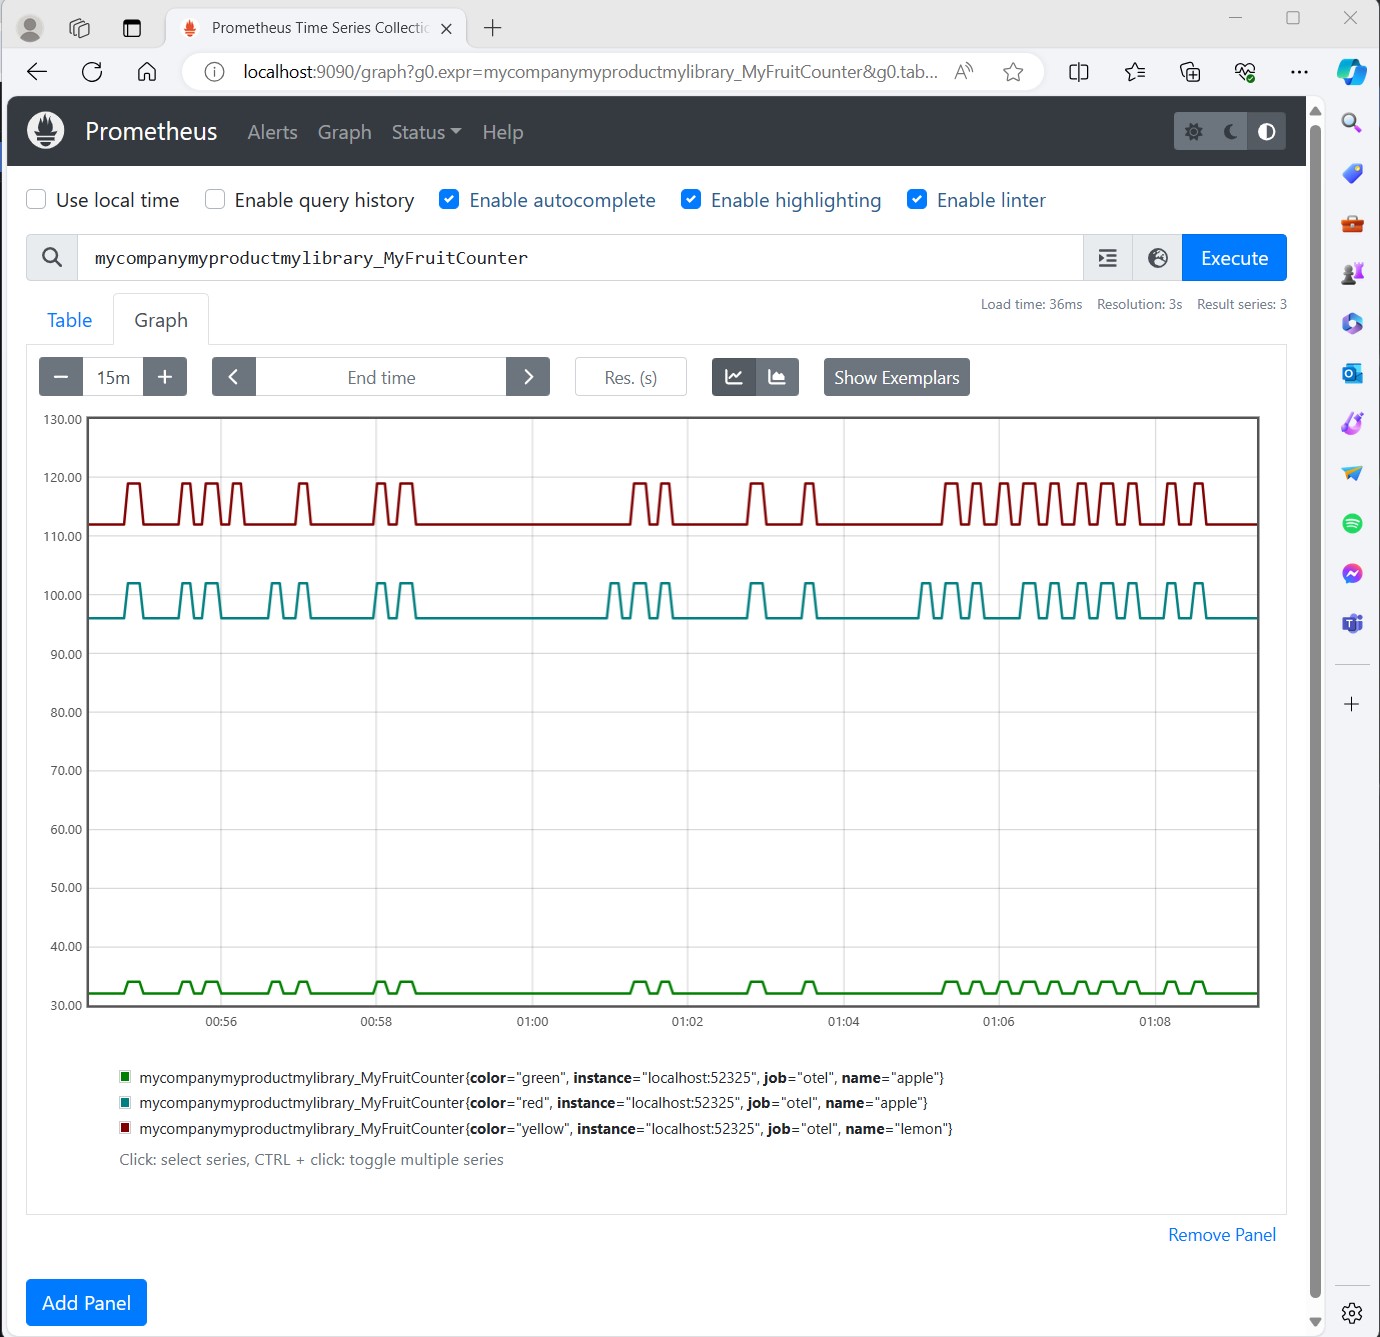 Prometheus Time Series Collectic
localhost:9090/graph?g0.expr=mycompanymyproductmylibrary_MyFruitCounter&g0.tab...
Prometheus Alerts Graph Status Help
Use local time Enable query history Enable autocomplete Enable highlighting Enable linter
mycompanymyproductmylibrary_MyFruitCounter Execute
Load time: 36ms Resolution: 3s Result series: 3
Table Graph
15m End time Res. (s) Show Exemplars
130.00
120.00
110.00
100.00
90.00
80.00
70.00
60.00
50.00
40.00
30.00
00:56 00:58 01:00 01:02 01:04 01:06 01:08
mycompanymyproductmylibrary_MyFruitCounter{color="green", instance="localhost:52325", job="otel", name="apple"}
mycompanymyproductmylibrary_MyFruitCounter{color="red", instance="localhost:52325", job="otel", name="apple"}
mycompanymyproductmylibrary_MyFruitCounter{color="yellow", instance="localhost:52325", job="otel", name="lemon"}
Click: select series, CTRL + click: toggle multiple series
Remove Panel
Add Panel